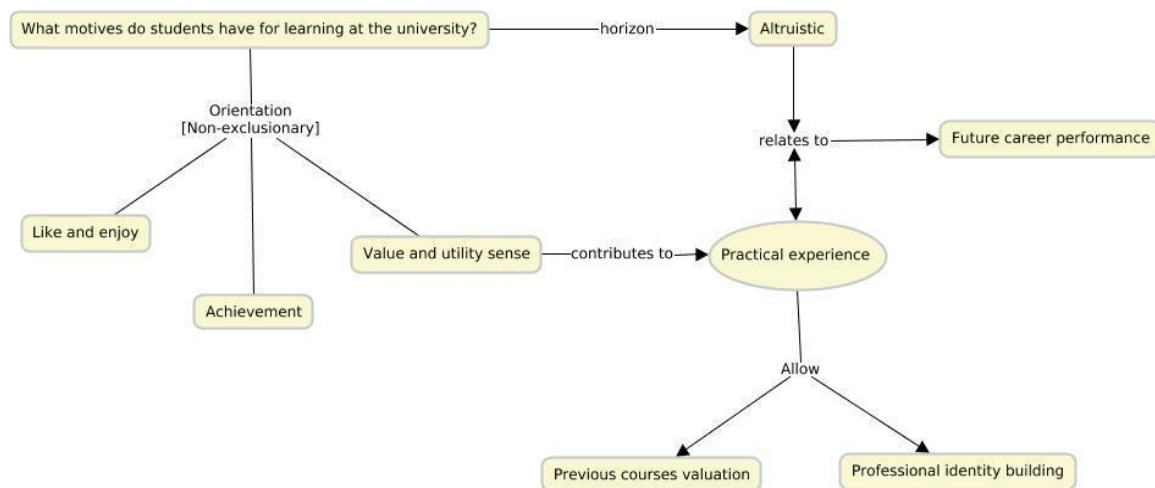 What motives do students have for learning at the university?
horizon
Altruistic
Orientation
[Non-exclusionary]
relates to
Future career performance
Like and enjoy
Value and utility sense
contributes to
Practical experience
Achievement
Allow
Previous courses valuation
Professional identity building